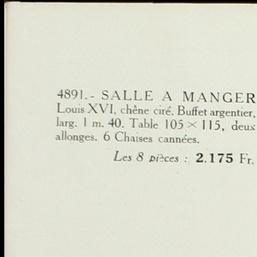 4891.- SALLE A MANGER
Louis XVI, chêne ciré. Buffet argentier,
larg. 1 m. 40. Table 105 × 115, deux
allonges. 6 Chaises cannées.
Les 8 pièces : 2.175 Fr.